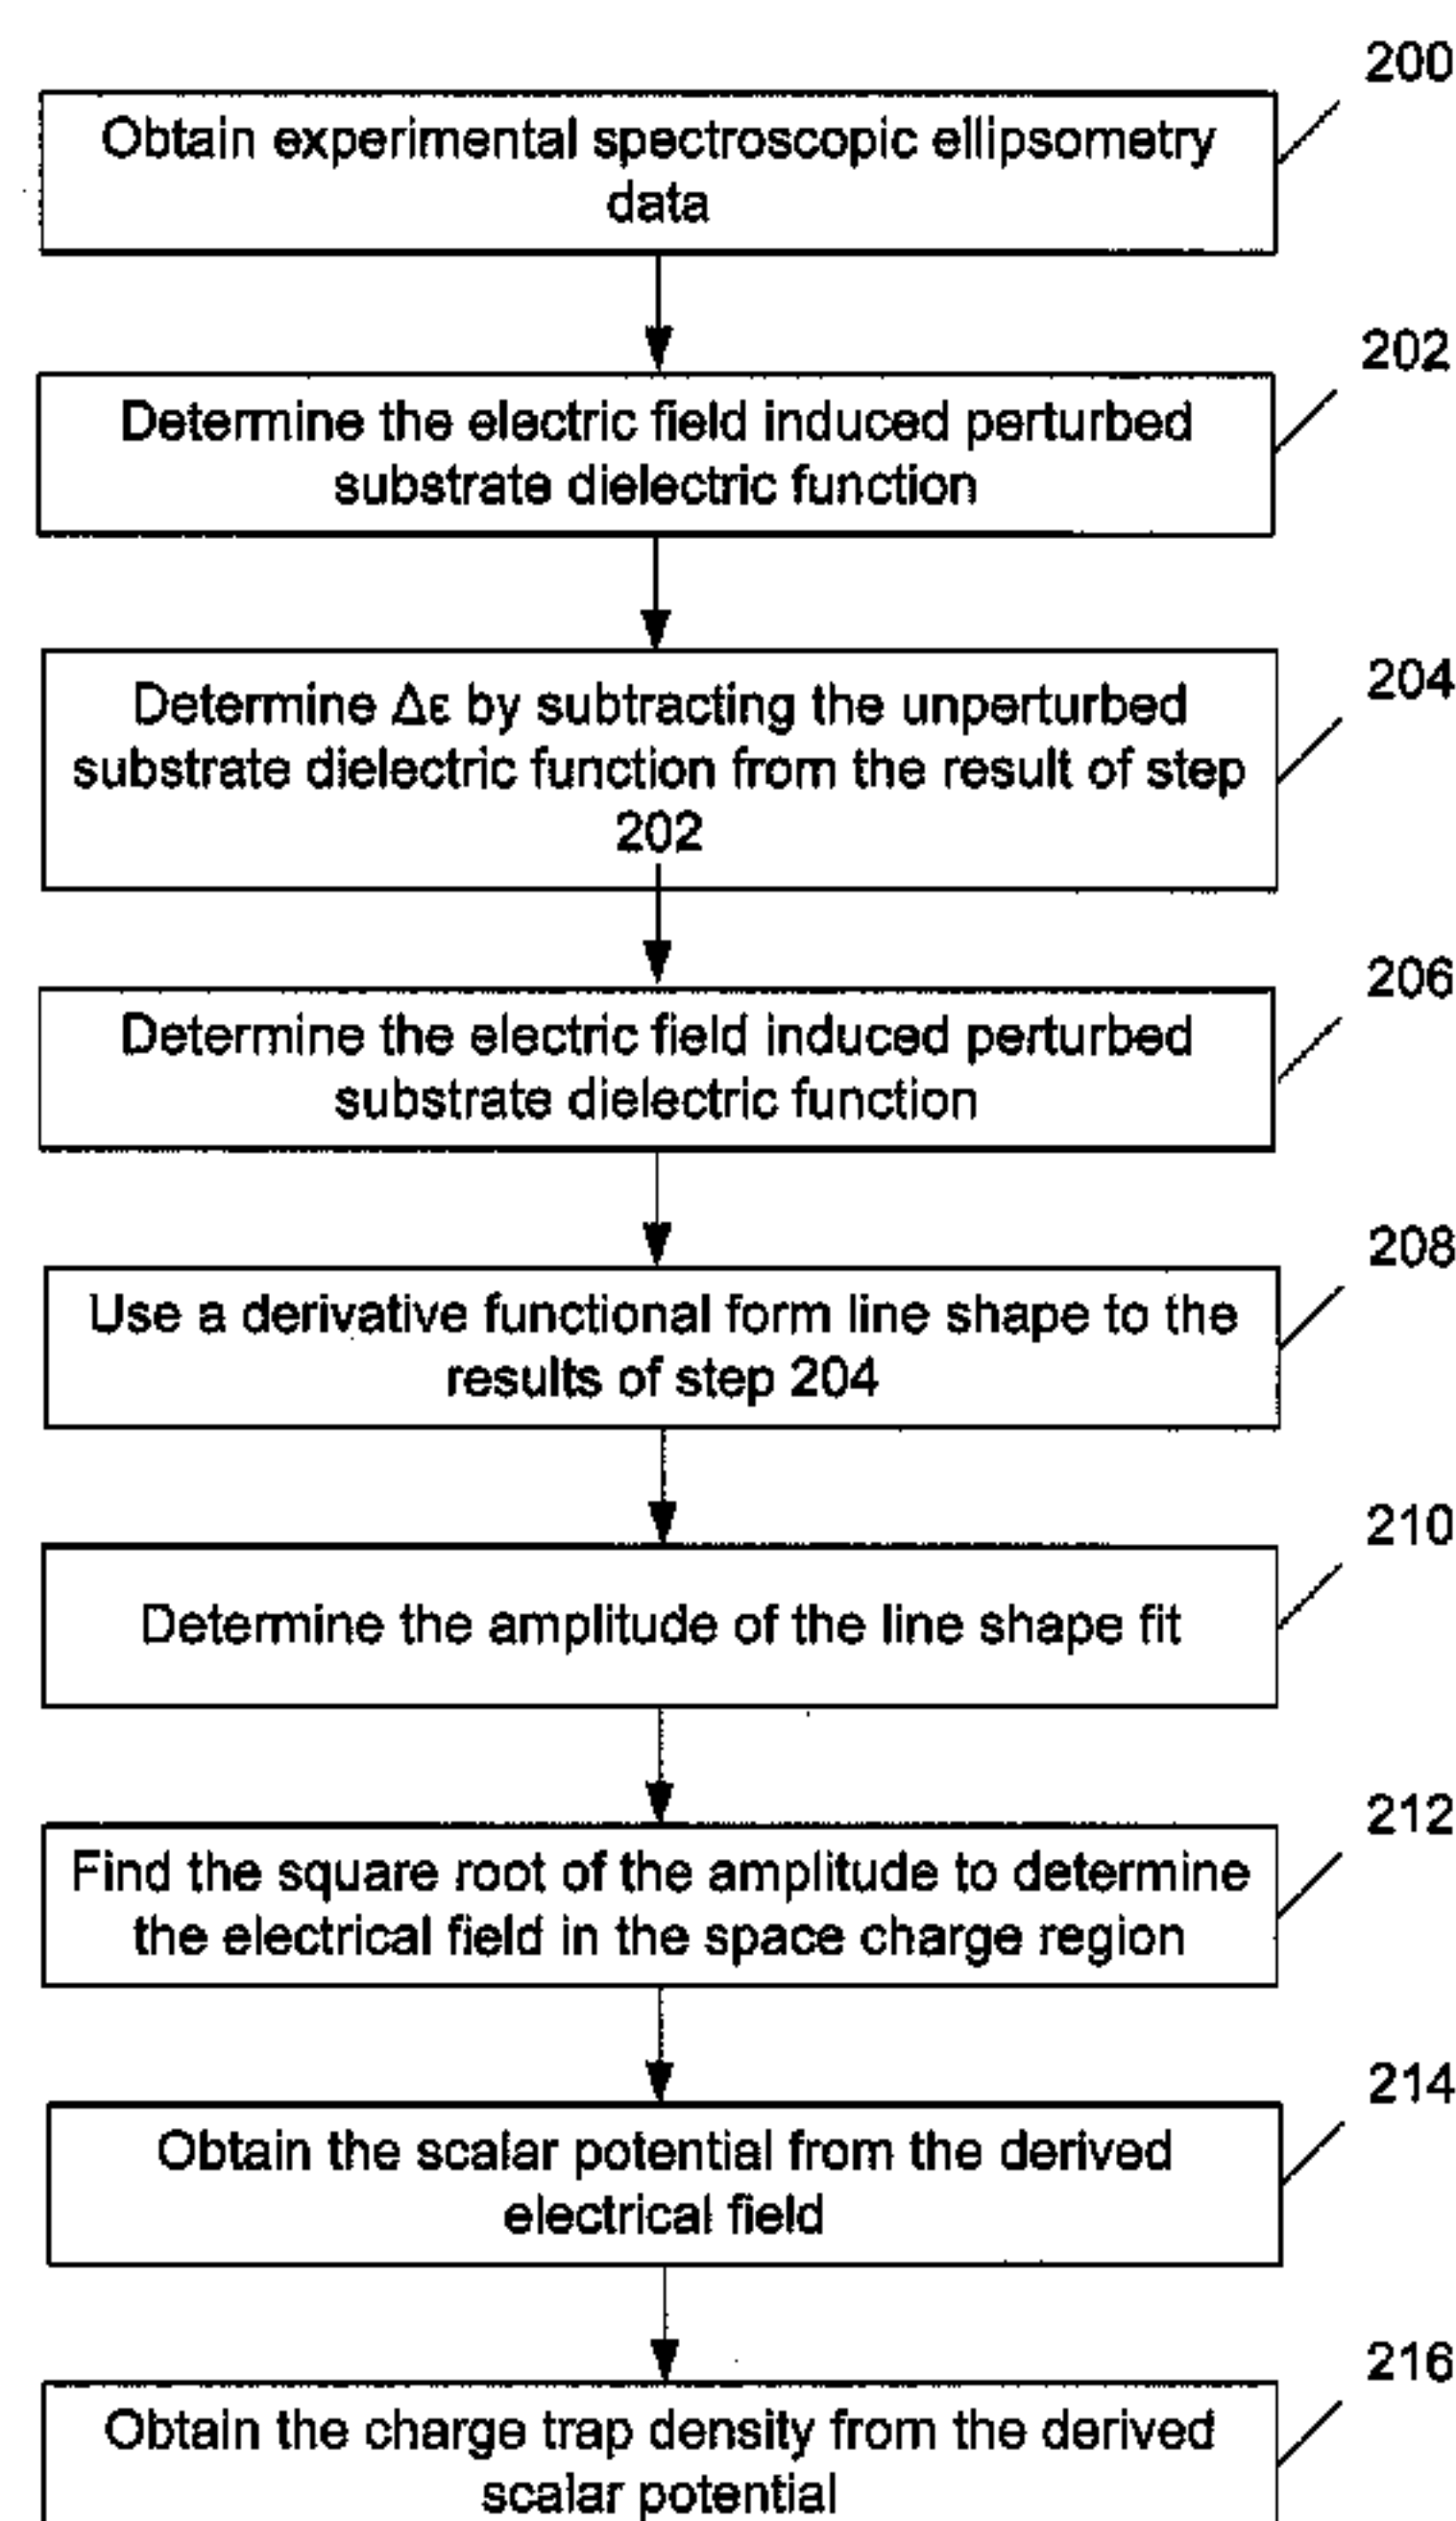 200
Obtain experimental spectroscopic ellipsometry
data
202
Determine the electric field induced perturbed
substrate dielectric function
204
Determine Δε by subtracting the unperturbed
substrate dielectric function from the result of step
202
206
Determine the electric field induced perturbed
substrate dielectric function
208
Use a derivative functional form line shape to the
results of step 204
210
Determine the amplitude of the line shape fit
212
Find the square root of the amplitude to determine
the electrical field in the space charge region
214
Obtain the scalar potential from the derived
electrical field
216
Obtain the charge trap density from the derived
scalar potential